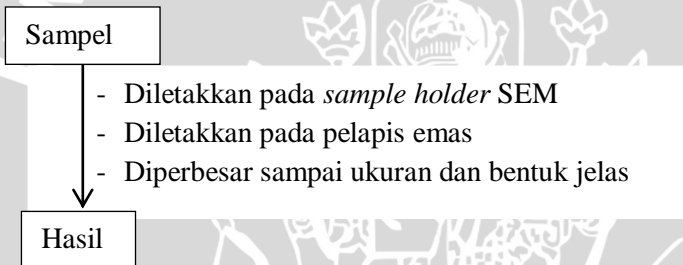 Sampel
- Diletakkan pada sample holder SEM
- Diletakkan pada pelapis emas
- Diperbesar sampai ukuran dan bentuk jelas
Hasil